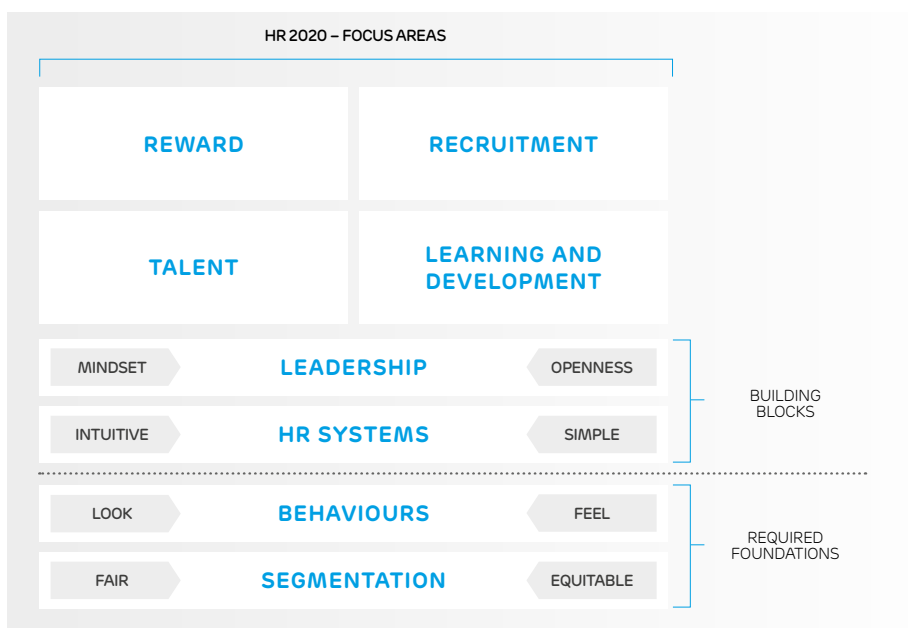 HR 2020 – FOCUS AREAS
REWARD
RECRUITMENT
TALENT
LEARNING AND
DEVELOPMENT
MINDSET
LEADERSHIP
OPENNESS
INTUITIVE
HR SYSTEMS
SIMPLE
BUILDING
BLOCKS
LOOK
BEHAVIOURS
FEEL
FAIR
SEGMENTATION
EQUITABLE
REQUIRED
FOUNDATIONS